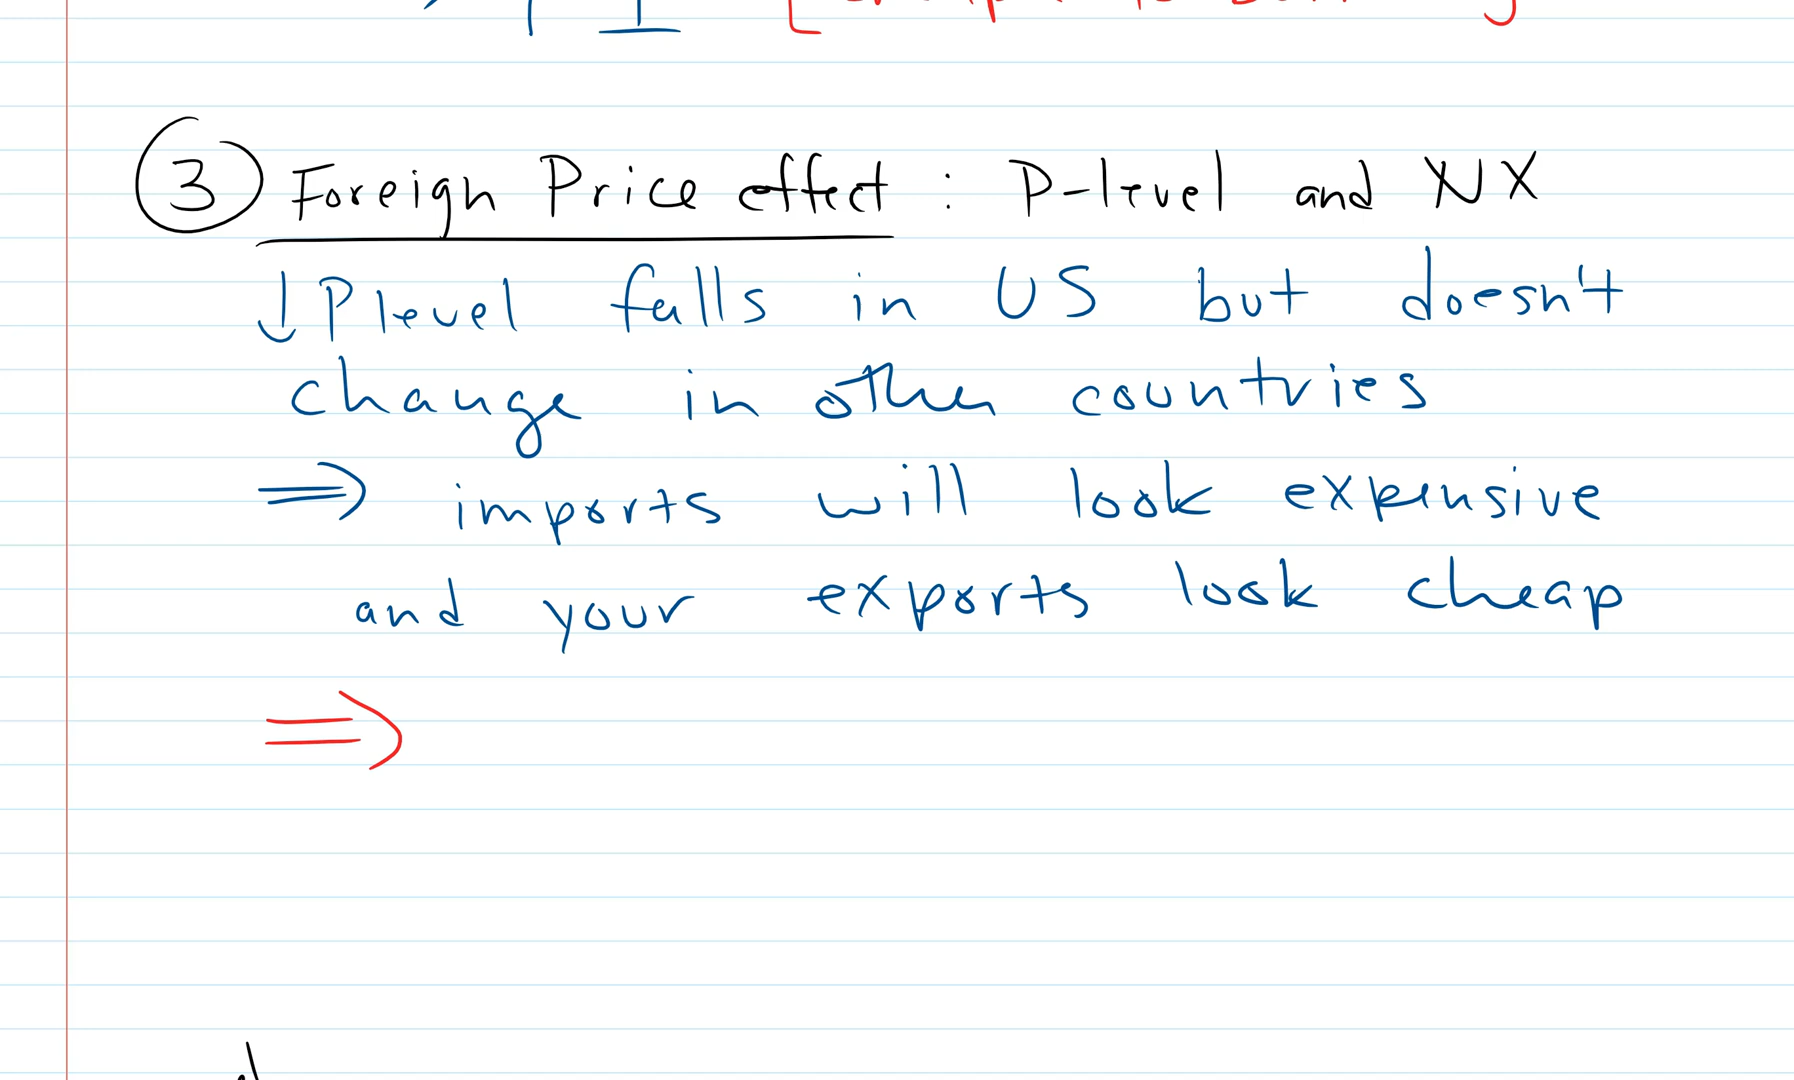 ③ Foreign Price effect : P-level and NX
↓ P level falls in US but doesn't
change in other countries
⇒ imports will look expensive
and your exports look cheap
⇒